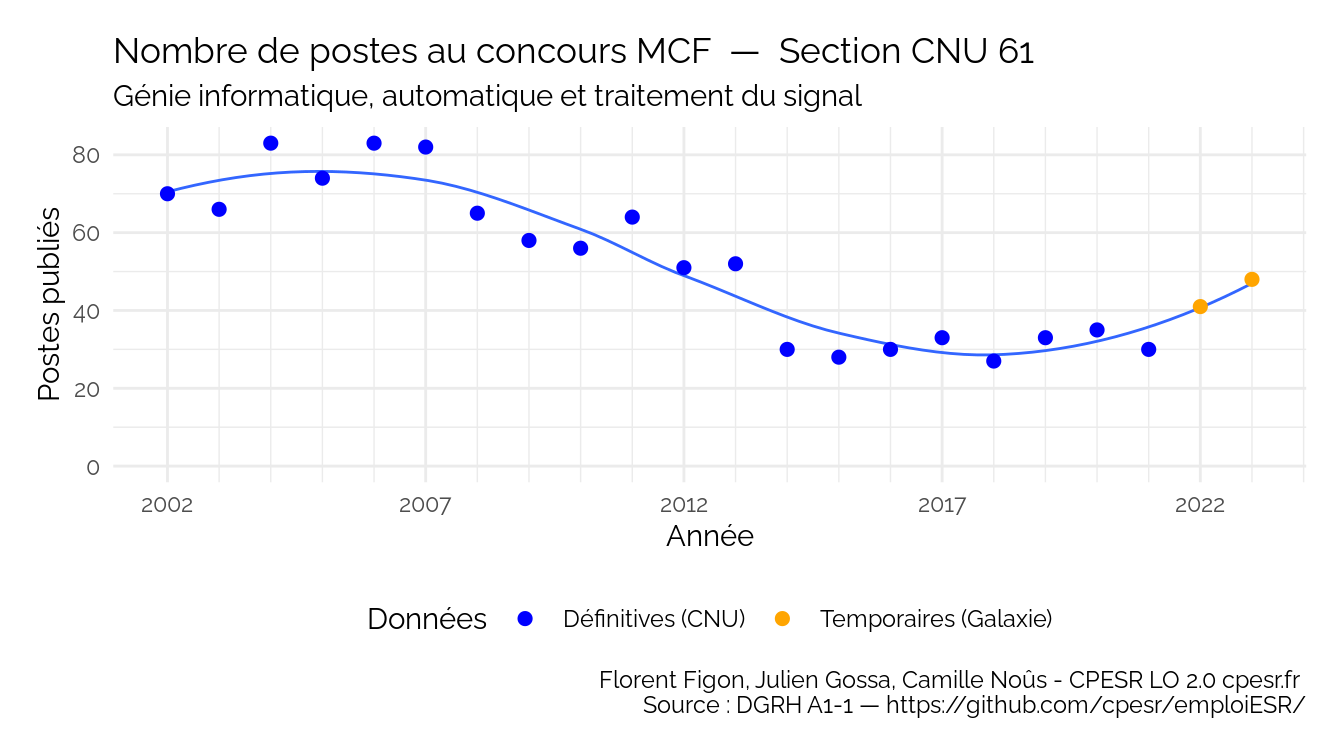 Nombre de postes au concours MCF — Section CNU 61
Génie informatique, automatique et traitement du signal
Postes publiés
80
60
40
20
0
2002 2007 2012 2017 2022
Année
Données Définitives (CNU) Temporaires (Galaxie)
Florent Figon, Julien Gossa, Camille Noûs - CPESR LO 2.0 cpesr.fr
Source : DGRH A1-1 — https://github.com/cpesr/emploiESR/